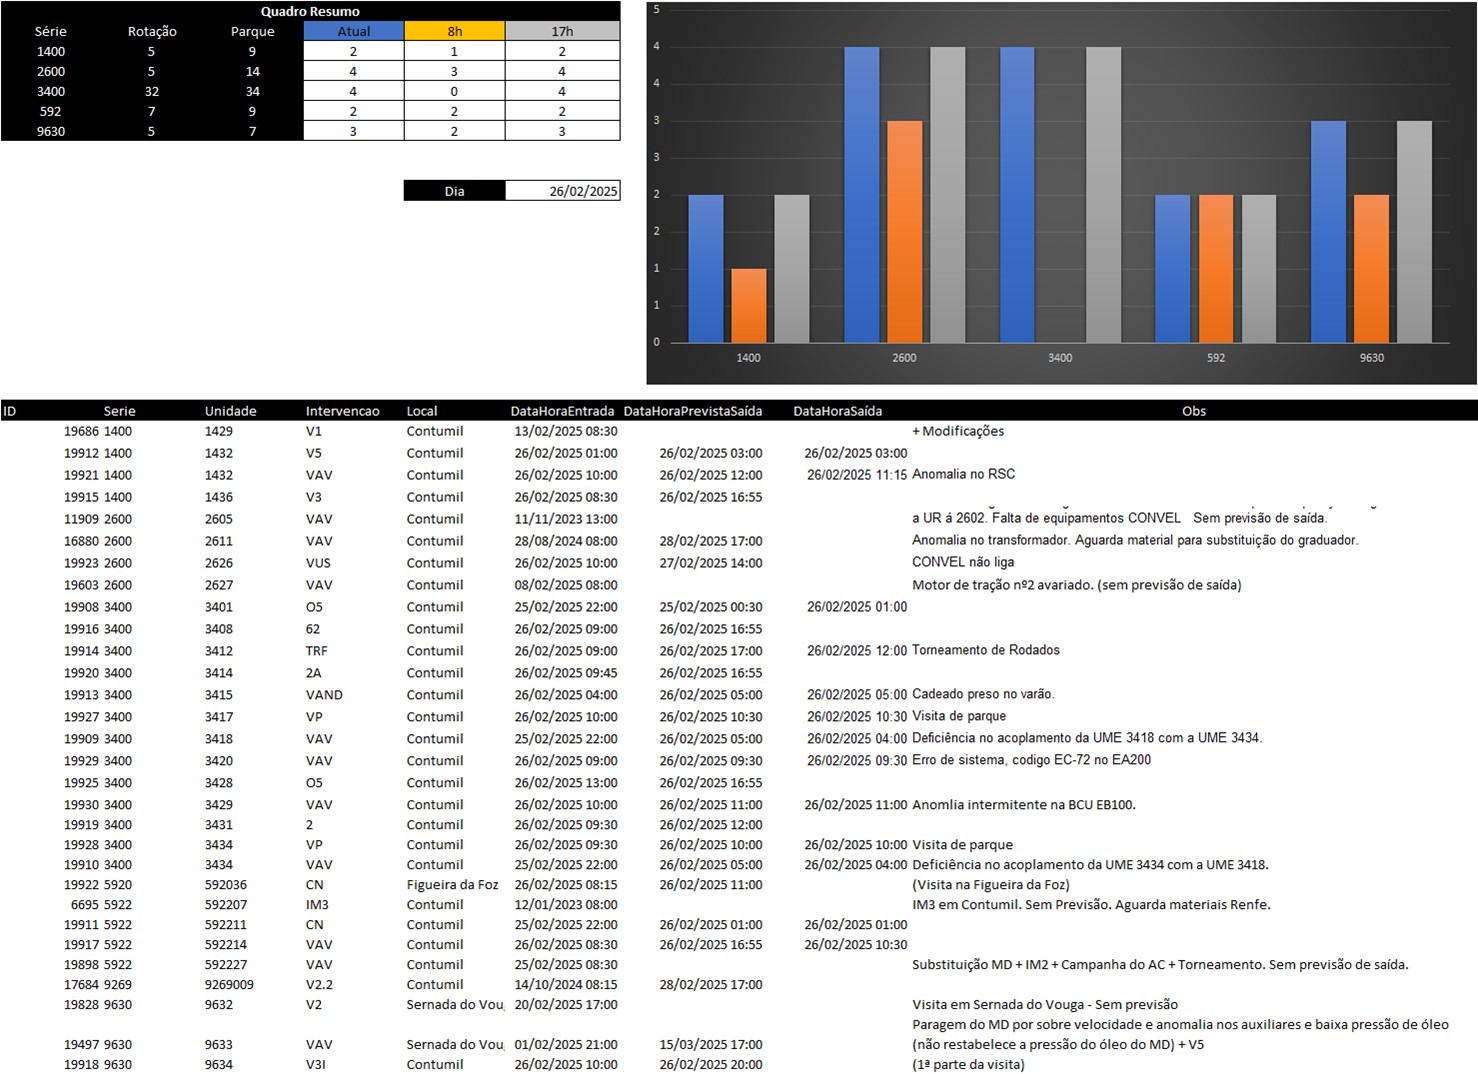 Quadro Resumo
Série Rotação Parque Atual 8h 17h
1400 5 9 2 1 2
2600 5 14 4 3 4
3400 32 34 4 0 4
592 7 9 2 2 2
9630 5 7 3 2 3
Dia 26/02/2025
5
4
4
3
3
2
2
1
1
0
1400 2600 3400 592 9630
ID Serie Unidade Intervencao Local DataHoraEntrada DataHoraPrevistaSaída DataHoraSaída Obs
19686 1400 1429 V1 Contumil 13/02/2025 08:30 + Modificações
19912 1400 1432 V5 Contumil 26/02/2025 01:00 26/02/2025 03:00 26/02/2025 03:00
19921 1400 1432 VAV Contumil 26/02/2025 10:00 26/02/2025 12:00 26/02/2025 11:15 Anomalia no RSC
19915 1400 1436 V3 Contumil 26/02/2025 08:30 26/02/2025 16:55
11909 2600 2605 VAV Contumil 11/11/2023 13:00 a UR á 2602. Falta de equipamentos CONVEL Sem previsão de saída.
16880 2600 2611 VAV Contumil 28/08/2024 08:00 28/02/2025 17:00 Anomalia no transformador. Aguarda material para substituição do graduador.
19923 2600 2626 VUS Contumil 26/02/2025 10:00 27/02/2025 14:00 CONVEL não liga
19603 2600 2627 VAV Contumil 08/02/2025 08:00 Motor de tração nº2 avariado. (sem previsão de saída)
19908 3400 3401 O5 Contumil 25/02/2025 22:00 25/02/2025 00:30 26/02/2025 01:00
19916 3400 3408 62 Contumil 26/02/2025 09:00 26/02/2025 16:55
19914 3400 3412 TRF Contumil 26/02/2025 09:00 26/02/2025 17:00 26/02/2025 12:00 Torneamento de Rodados
19920 3400 3414 2A Contumil 26/02/2025 09:45 26/02/2025 16:55
19913 3400 3415 VAND Contumil 26/02/2025 04:00 26/02/2025 05:00 26/02/2025 05:00 Cadeado preso no varão.
19927 3400 3417 VP Contumil 26/02/2025 10:00 26/02/2025 10:30 26/02/2025 10:30 Visita de parque
19909 3400 3418 VAV Contumil 25/02/2025 22:00 26/02/2025 05:00 26/02/2025 04:00 Deficiência no acoplamento da UME 3418 com a UME 3434.
19929 3400 3420 VAV Contumil 26/02/2025 09:00 26/02/2025 09:30 26/02/2025 09:30 Erro de sistema, codigo EC-72 no EA200
19925 3400 3428 O5 Contumil 26/02/2025 13:00 26/02/2025 16:55
19930 3400 3429 VAV Contumil 26/02/2025 10:00 26/02/2025 11:00 26/02/2025 11:00 Anomlia intermitente na BCU EB100.
19919 3400 3431 2 Contumil 26/02/2025 09:30 26/02/2025 12:00
19928 3400 3434 VP Contumil 26/02/2025 09:30 26/02/2025 10:00 26/02/2025 10:00 Visita de parque
19910 3400 3434 VAV Contumil 25/02/2025 22:00 26/02/2025 05:00 26/02/2025 04:00 Deficiência no acoplamento da UME 3434 com a UME 3418.
19922 5920 592036 CN Figueira da Foz 26/02/2025 08:15 26/02/2025 11:00 (Visita na Figueira da Foz)
6695 5922 592207 IM3 Contumil 12/01/2023 08:00 IM3 em Contumil. Sem Previsão. Aguarda materiais Renfe.
19911 5922 592211 CN Contumil 25/02/2025 22:00 26/02/2025 01:00 26/02/2025 01:00
19917 5922 592214 VAV Contumil 26/02/2025 08:30 26/02/2025 16:55 26/02/2025 10:30
19898 5922 592227 VAV Contumil 25/02/2025 08:30 Substituição MD + IM2 + Campanha do AC + Torneamento. Sem previsão de saída.
17684 9269 9269009 V2.2 Contumil 14/10/2024 08:15 28/02/2025 17:00
19828 9630 9632 V2 Sernada do Voug 20/02/2025 17:00 Visita em Sernada do Vouga - Sem previsão
Paragem do MD por sobre velocidade e anomalia nos auxiliares e baixa pressão de óleo
19497 9630 9633 VAV Sernada do Voug 01/02/2025 21:00 15/03/2025 17:00 (não restabelece a pressão do óleo do MD) + V5
19918 9630 9634 V3I Contumil 26/02/2025 10:00 26/02/2025 20:00 (1ª parte da visita)